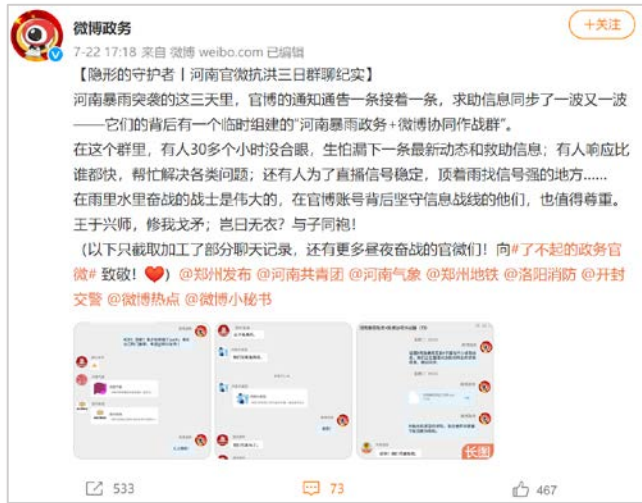 微博政务
+关注
7-22 17:18 来自 微博 weibo.com 已编辑
【隐形的守护者丨河南官微抗洪三日群聊纪实】
河南暴雨突袭的这三天里，官博的通知通告一条接着一条，求助信息同步了一波又一波
——它们的背后有一个临时组建的“河南暴雨政务+微博协同作战群”。
在这个群里，有人30多个小时没合眼，生怕漏下一条最新动态和救助信息；有人响应比
谁都快，帮忙解决各类问题；还有人为了直播信号稳定，顶着雨找信号强的地方......
在雨里水里奋战的战士是伟大的，在官博账号背后坚守信息战线的他们，也值得尊重。
王于兴师，修我戈矛；岂曰无衣？与子同袍！
（以下只截取加工了部分聊天记录，还有更多昼夜奋战的官微们！向#了不起的政务官
微# 致敬！❤）@郑州发布 @河南共青团 @河南气象 @郑州地铁 @洛阳消防 @开封
交警 @微博热点 @微博小秘书
长图
533
73
467